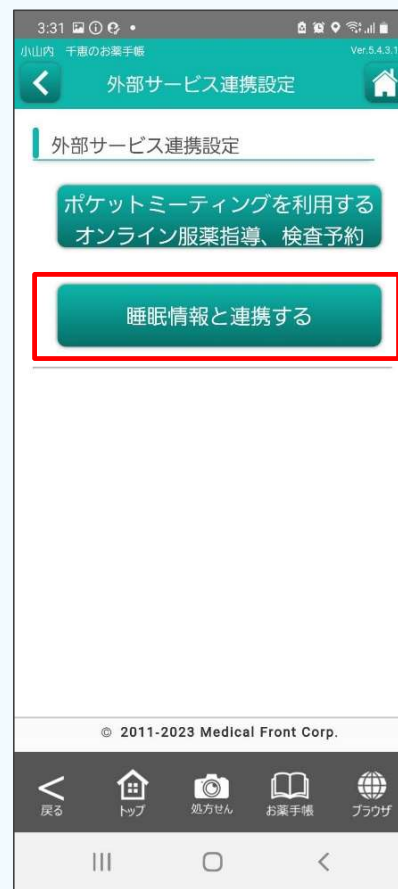 3:31
小山内 千恵のお薬手帳 Ver.5.4.3.1
外部サービス連携設定
外部サービス連携設定
ポケットミーティングを利用する
オンライン服薬指導、検査予約
睡眠情報と連携する
© 2011-2023 Medical Front Corp.
戻る トップ 処方せん お薬手帳 ブラウザ